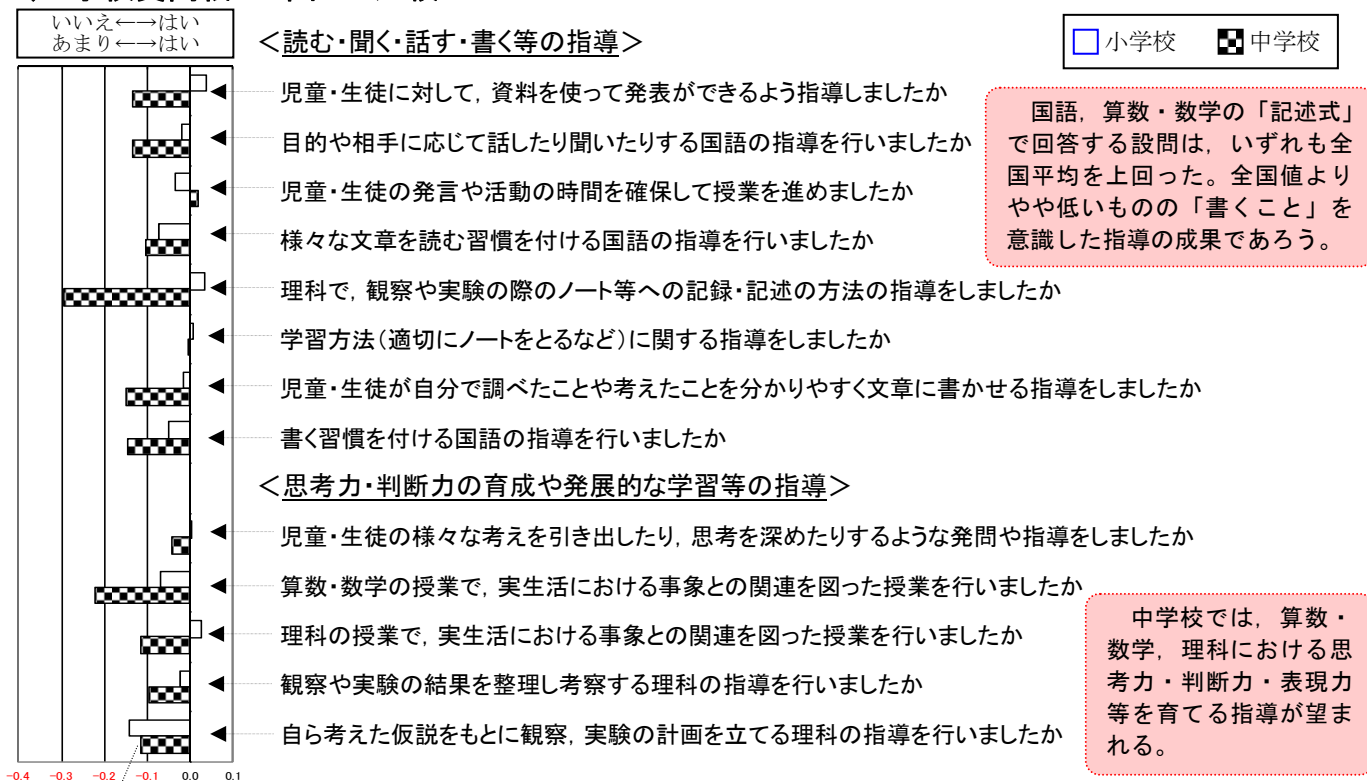 いいえ←→はい
あまり←→はい
＜読む・聞く・話す・書く等の指導＞
小学校 中学校
児童・生徒に対して，資料を使って発表ができるよう指導しましたか
目的や相手に応じて話したり聞いたりする国語の指導を行いましたか
児童・生徒の発言や活動の時間を確保して授業を進めましたか
様々な文章を読む習慣を付ける国語の指導を行いましたか
理科で，観察や実験の際のノート等への記録・記述の方法の指導をしましたか
学習方法（適切にノートをとるなど）に関する指導をしましたか
児童・生徒が自分で調べたことや考えたことを分かりやすく文章に書かせる指導をしましたか
書く習慣を付ける国語の指導を行いましたか
国語，算数・数学の「記述式」
で回答する設問は，いずれも全
国平均を上回った。全国値より
やや低いものの「書くこと」を
意識した指導の成果であろう。
＜思考力・判断力の育成や発展的な学習等の指導＞
児童・生徒の様々な考えを引き出したり，思考を深めたりするような発問や指導をしましたか
算数・数学の授業で，実生活における事象との関連を図った授業を行いましたか
理科の授業で，実生活における事象との関連を図った授業を行いましたか
観察や実験の結果を整理し考察する理科の指導を行いましたか
自ら考えた仮説をもとに観察，実験の計画を立てる理科の指導を行いましたか
中学校では，算数・
数学，理科における思
考力・判断力・表現力
等を育てる指導が望ま
れる。
-0.4 -0.3 -0.2 -0.1 0.0 0.1